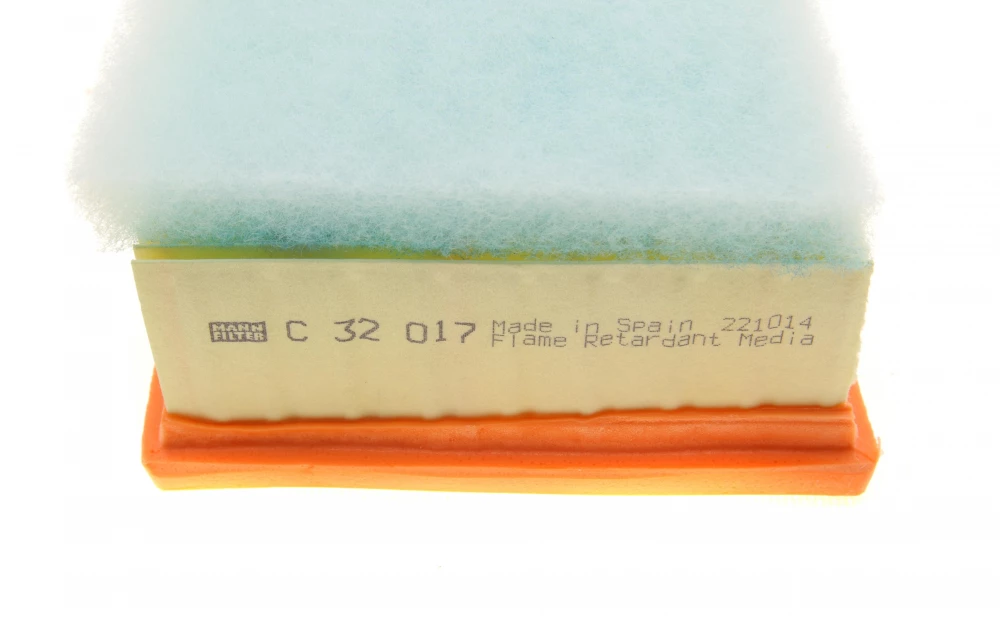 MANN
FILTER
C 32 017
Made in Spain 221014
Flame Retardant Media